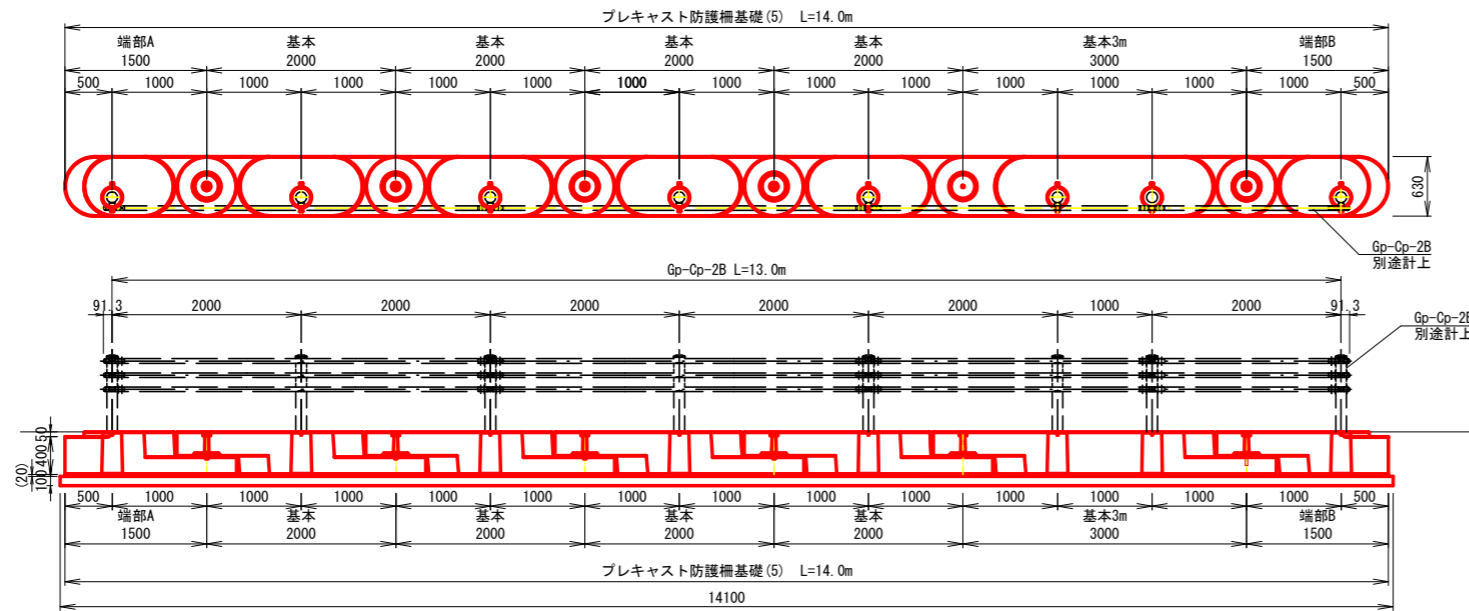 プレキャスト防護柵基礎(5) L=14.0m
端部A 基本 基本 基本 基本 基本3m 端部B
1500 2000 2000 2000 2000 3000 1500
500 1000 1000 1000 1000 1000 1000 1000 1000 1000 1000 1000 1000 1000 500
630
Gp-Cp-2B
別途計上
Gp-Cp-2B L=13.0m
91.3 2000 2000 2000 2000 2000 1000 2000 91.3
Gp-Cp-2B
別途計上
50
400
100
(20)
500 1000 1000 1000 1000 1000 1000 1000 1000 1000 1000 1000 1000 1000 500
端部A 基本 基本 基本 基本 基本3m 端部B
1500 2000 2000 2000 2000 3000 1500
プレキャスト防護柵基礎(5) L=14.0m
14100